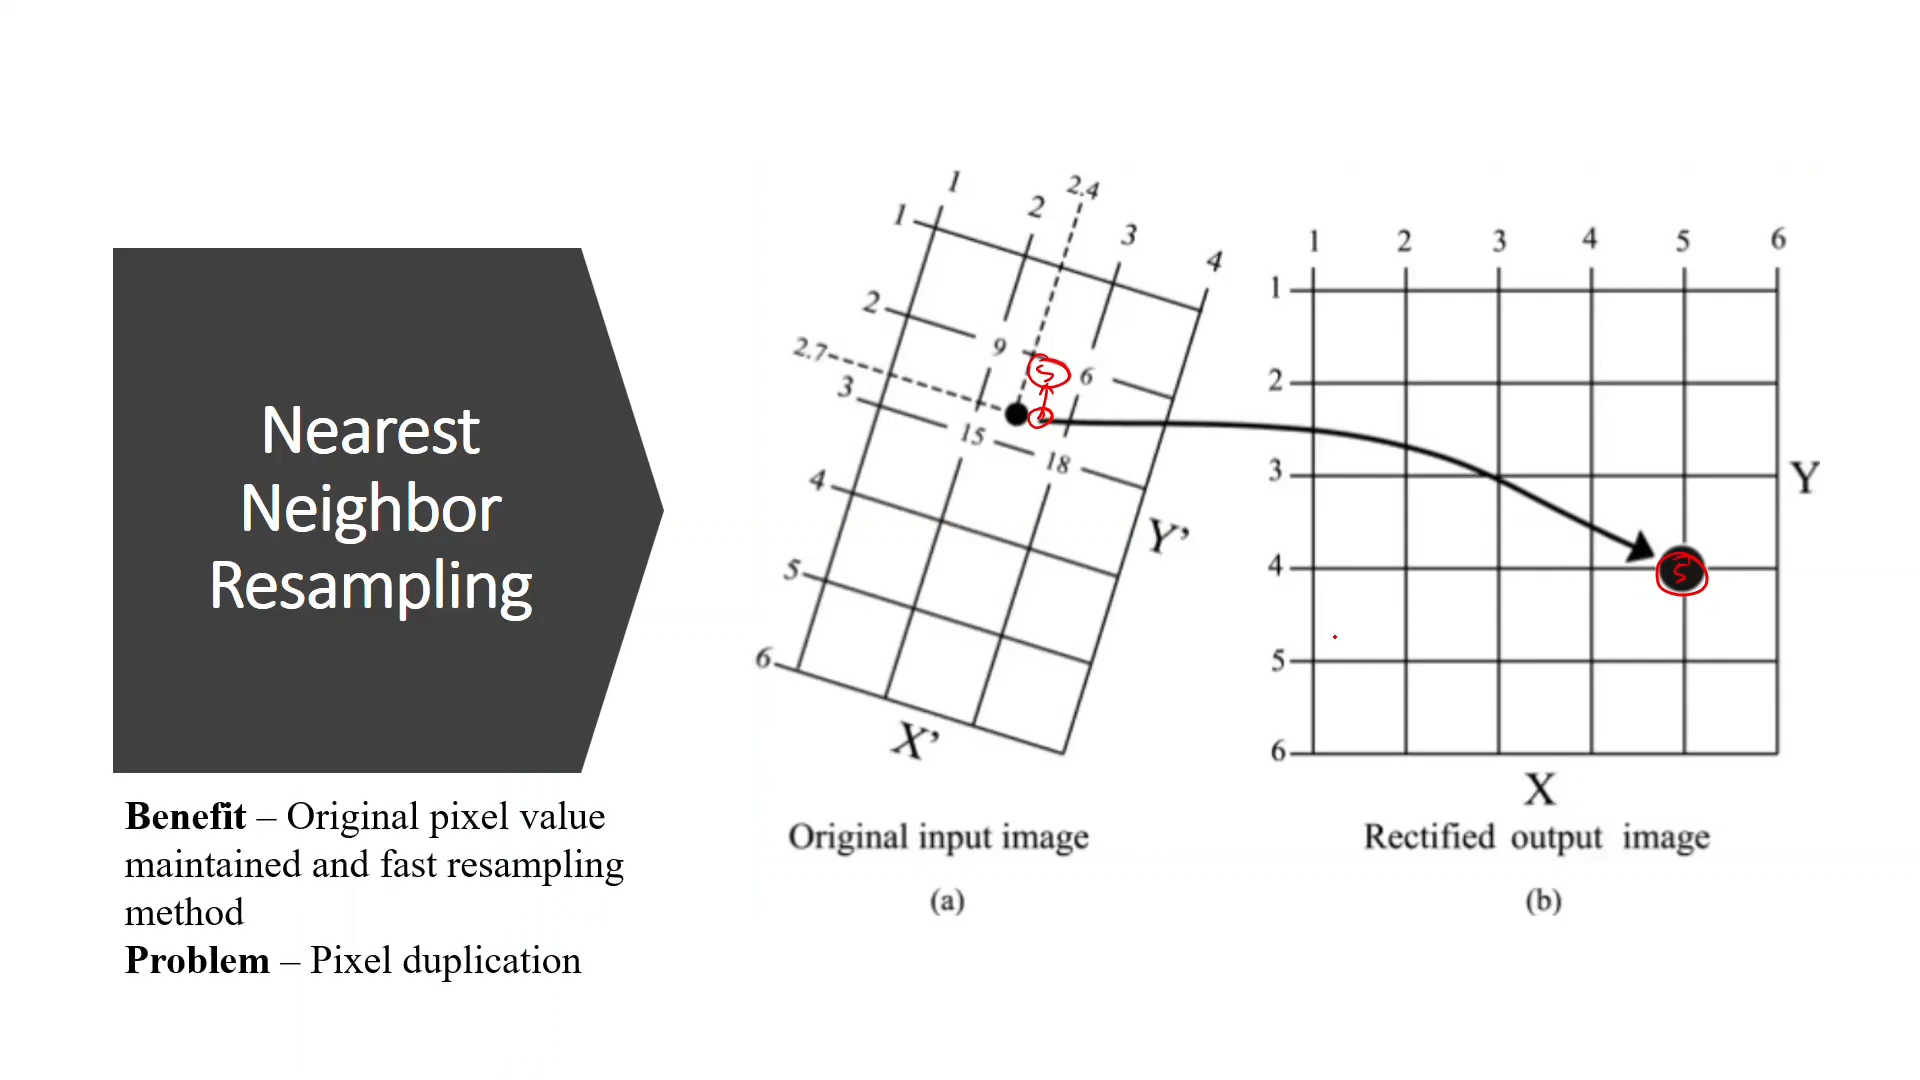 Nearest
Neighbor
Resampling
Benefit – Original pixel value
maintained and fast resampling
method
Problem – Pixel duplication
1 2 2.4 3 4
1
2
2.7
3
4
5
6
9 5 6
15 18
X’
Y’
Original input image
(a)
1 2 3 4 5 6
1
2
3
4
5
6
5
Y
X
Rectified output image
(b)